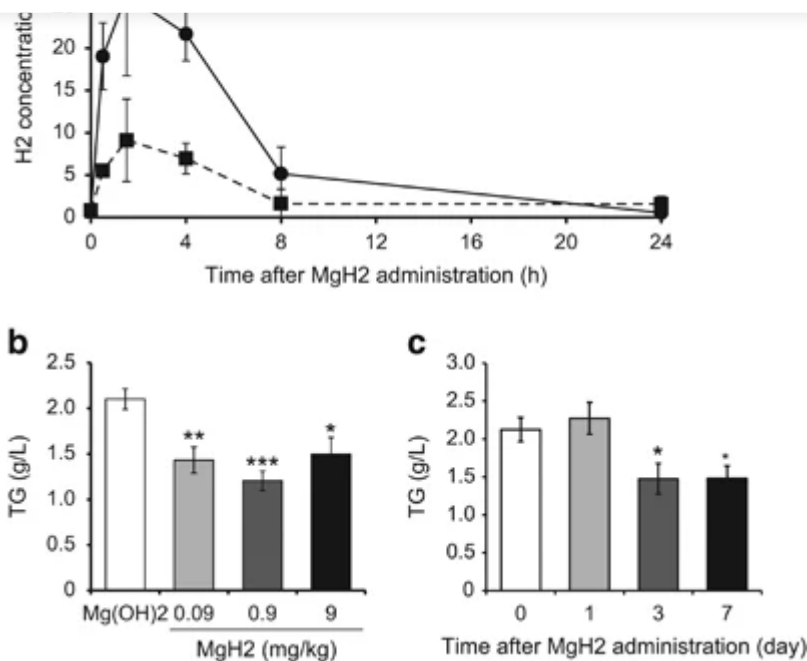 20
15
10
5
0
H2 concentratio
0 4 8 12 16 20 24
Time after MgH2 administration (h)
b
2.5
2.0
1.5
1.0
0.5
0
TG (g/L)
** *** *
Mg(OH)2 0.09 0.9 9
MgH2 (mg/kg)
c
3.0
2.5
2.0
1.5
1.0
0.5
0
TG (g/L)
* *
0 1 3 7
Time after MgH2 administration (day)